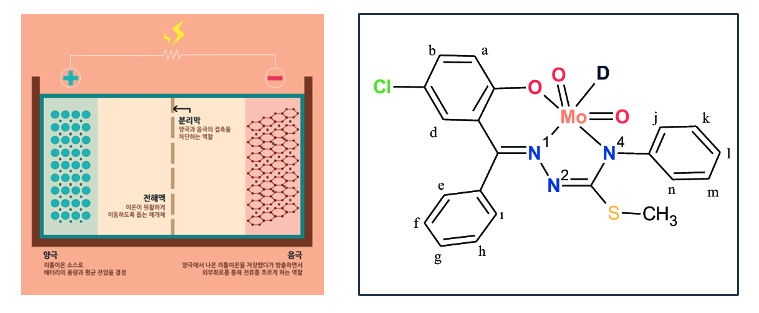 +
−
분리막
양극과 음극의 접촉을
차단하는 역할
전해액
이온이 원활하게
이동하도록 돕는 매개체
양극
리튬이온 소스로
배터리의 용량과 평균 전압을 결정
음극
양극에서 나온 리튬이온을 저장했다가 방출하면서
외부회로를 통해 전류를 흐르게 하는 역할
b
a
O
D
Cl
O
Mo
O
j
k
d
1
4
l
N
N
N
2
n
m
e
i
S
CH3
f
h
g